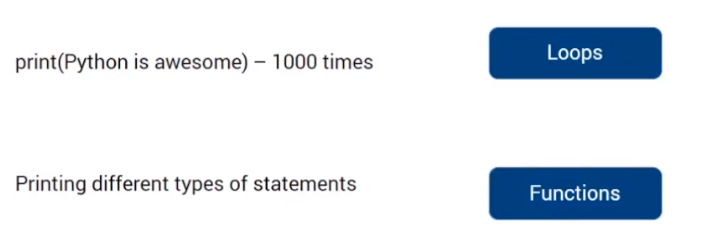 print(Python is awesome) – 1000 times
Loops
Printing different types of statements
Functions